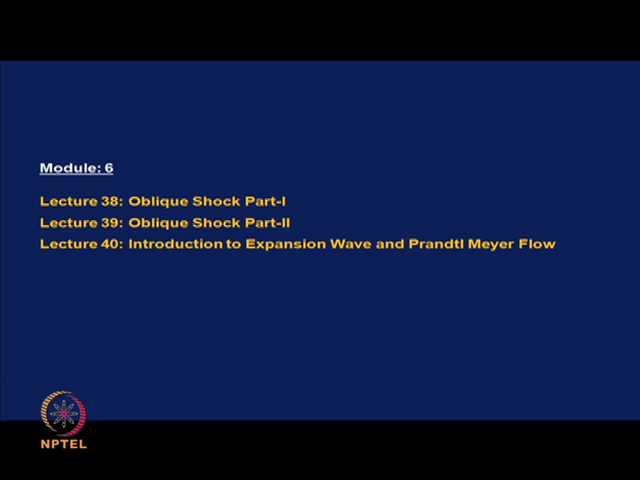 Module: 6
Lecture 38: Oblique Shock Part-I
Lecture 39: Oblique Shock Part-II
Lecture 40: Introduction to Expansion Wave and Prandtl Meyer Flow
NPTEL